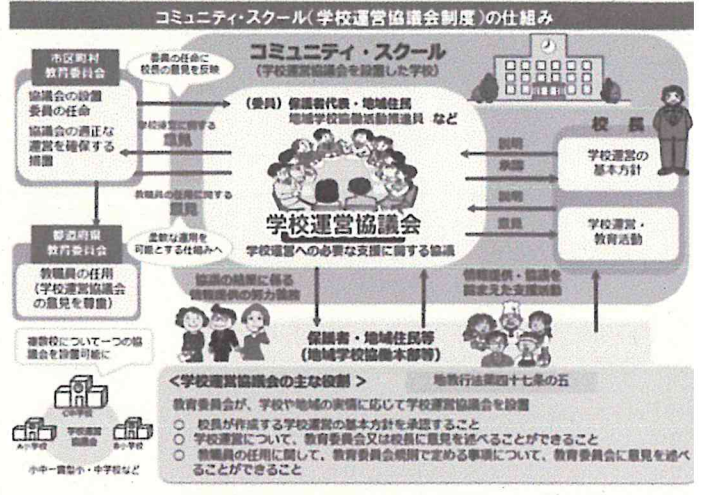 コミュニティ・スクール(学校運営協議会制度)の仕組み
市区町村
教育委員会
協議会の設置
委員の任命
協議会の適正な
運営を確保する
措置
委員の任命に
校長の意見を反映
コミュニティ・スクール
(学校運営協議会を設置した学校)
(委員)保護者代表・地域住民
地域学校協働活動推進員 など
学校運営に関する
意見
教職員の任用に関する
意見
柔軟な運用を
可能とする仕組みへ
学校運営協議会
学校運営への必要な支援に関する協議
校 長
説明
承認
学校運営の
基本方針
説明
意見
学校運営・
教育活動
都道府県
教育委員会
教職員の任用
(学校運営協議会
の意見を尊重)
協議の結果に係る
情報提供の努力義務
情報提供・協議を
踏まえた支援活動
保護者・地域住民等
(地域学校協働本部等)
複数校について一つの協
議会を設置可能に
C中学校
学校運営
協議会
A小学校
B小学校
小中一貫型小・中学校など
<学校運営協議会の主な役割>
地教行法第四十七条の五
教育委員会が、学校や地域の実情に応じて学校運営協議会を設置
○ 校長が作成する学校運営の基本方針を承認すること
○ 学校運営について、教育委員会又は校長に意見を述べることができること
○ 教職員の任用に関して、教育委員会規則で定める事項について、教育委員会に意見を述べ
ることができること